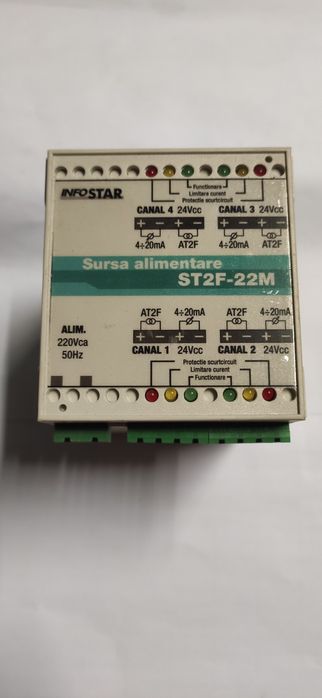 Functionare
Limitare curent
Protectie scurtcircuit
INFOSTAR
CANAL 4 24Vcc CANAL 3 24Vcc
+ - + - + - + -
4÷20mA AT2F 4÷20mA AT2F
Sursa alimentare
ST2F-22M
AT2F 4÷20mA AT2F 4÷20mA
ALIM.
220Vca
50Hz
+ - + - + - + -
CANAL 1 24Vcc CANAL 2 24Vcc
Protectie scurtcircuit
Limitare curent
Functionare